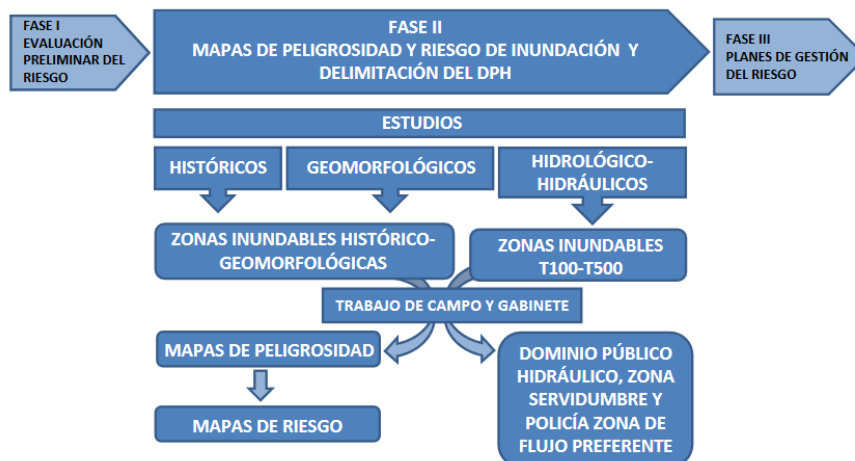 FASE I
EVALUACIÓN
PRELIMINAR DEL
RIESGO
FASE II
MAPAS DE PELIGROSIDAD Y RIESGO DE INUNDACIÓN Y
DELIMITACIÓN DEL DPH
FASE III
PLANES DE GESTIÓN
DEL RIESGO
ESTUDIOS
HISTÓRICOS
GEOMORFOLÓGICOS
HIDROLÓGICO-
HIDRÁULICOS
ZONAS INUNDABLES HISTÓRICO-
GEOMORFOLÓGICAS
ZONAS INUNDABLES
T100-T500
TRABAJO DE CAMPO Y GABINETE
MAPAS DE PELIGROSIDAD
MAPAS DE RIESGO
DOMINIO PÚBLICO
HIDRÁULICO, ZONA
SERVIDUMBRE Y
POLICÍA ZONA DE
FLUJO PREFERENTE